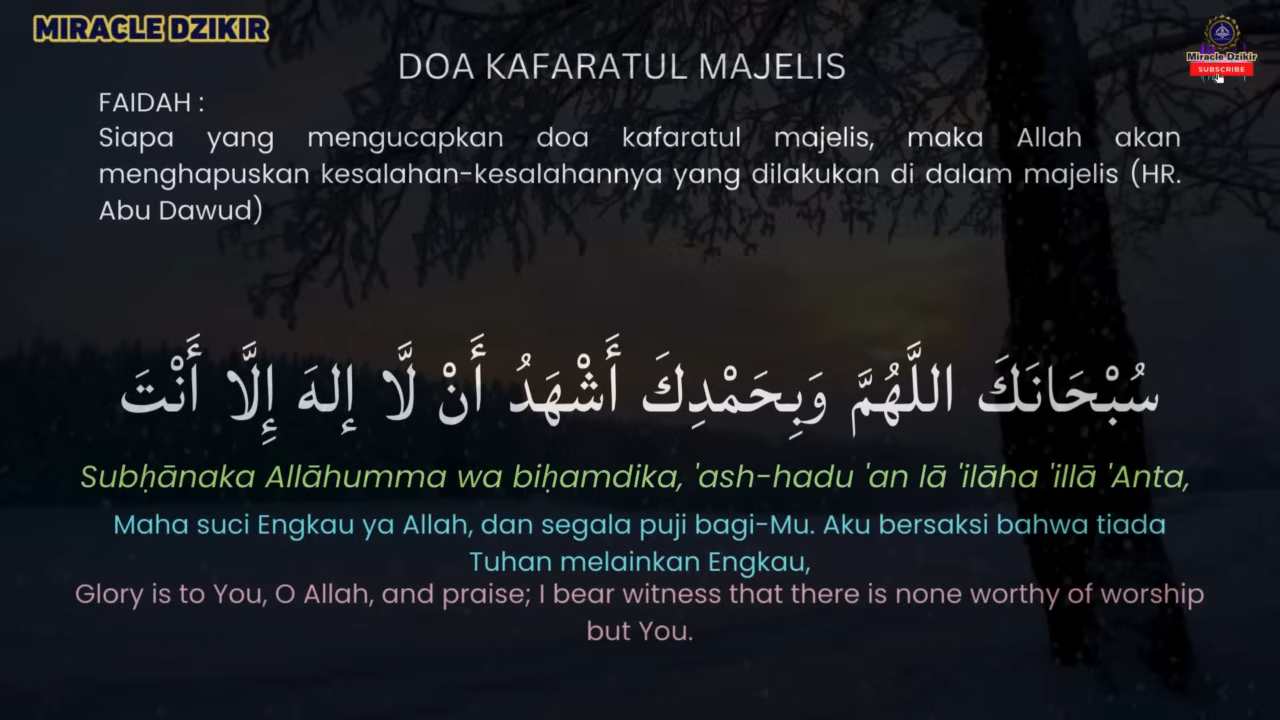 MIRACLE DZIKIR
Miracle Dzikir
SUBSCRIBE
DOA KAFARATUL MAJELIS
FAIDAH :
Siapa yang mengucapkan doa kafaratul majelis, maka Allah akan
menghapuskan kesalahan-kesalahannya yang dilakukan di dalam majelis (HR.
Abu Dawud)
سُبْحَانَكَ اللَّهُمَّ وَبِحَمْدِكَ أَشْهَدُ أَنْ لَّا إِلهَ إِلَّا أَنْتَ
Subḥānaka Allāhumma wa biḥamdika, 'ash-hadu 'an lā 'ilāha 'illā 'Anta,
Maha suci Engkau ya Allah, dan segala puji bagi-Mu. Aku bersaksi bahwa tiada
Tuhan melainkan Engkau,
Glory is to You, O Allah, and praise; I bear witness that there is none worthy of worship
but You.